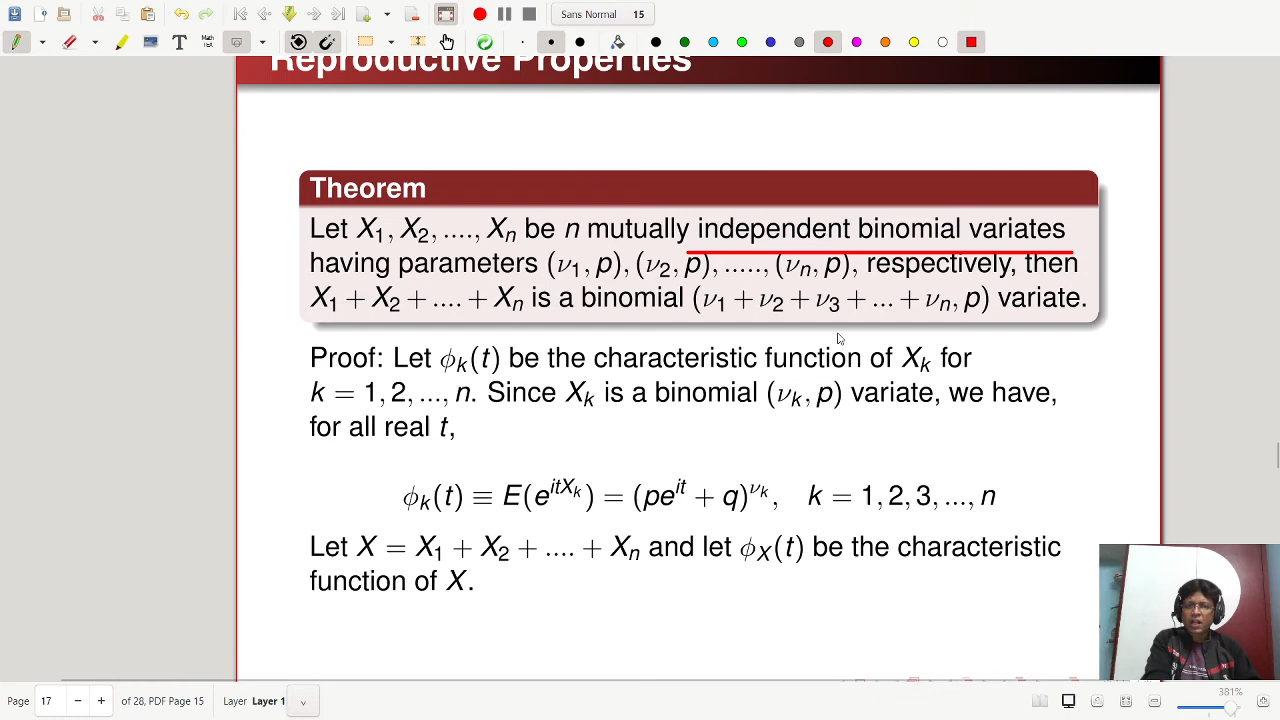 Sans Normal 15
Reproductive Properties
Theorem
Let X₁, X₂, ...., Xₙ be n mutually independent binomial variates
having parameters (ν₁, p), (ν₂, p), ....., (νₙ, p), respectively, then
X₁ + X₂ + .... + Xₙ is a binomial (ν₁ + ν₂ + ν₃ + ... + νₙ, p) variate.
Proof: Let ϕₖ(t) be the characteristic function of Xₖ for
k = 1, 2, ..., n. Since Xₖ is a binomial (νₖ, p) variate, we have,
for all real t,
ϕₖ(t) ≡ E(e^{itXₖ}) = (pe^{it} + q)^{νₖ}, k = 1, 2, 3, ..., n
Let X = X₁ + X₂ + .... + Xₙ and let ϕ_X(t) be the characteristic
function of X.
Page 17 of 28, PDF Page 15 Layer Layer 1 381%